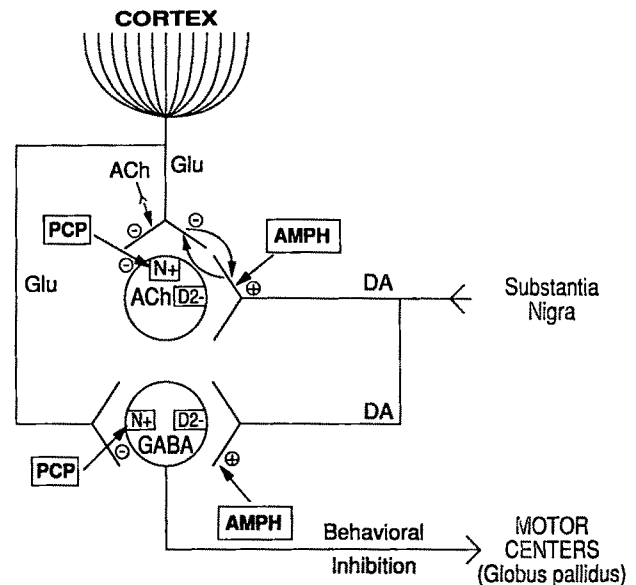 CORTEX
ACh
Glu
PCP
⊖
⊖
AMPH
⊖
N+
⊕
Glu
ACh
D2-
DA
Substantia
Nigra
DA
N+
D2-
GABA
PCP
⊖
⊕
AMPH
Behavioral
Inhibition
MOTOR
CENTERS
(Globus pallidus)